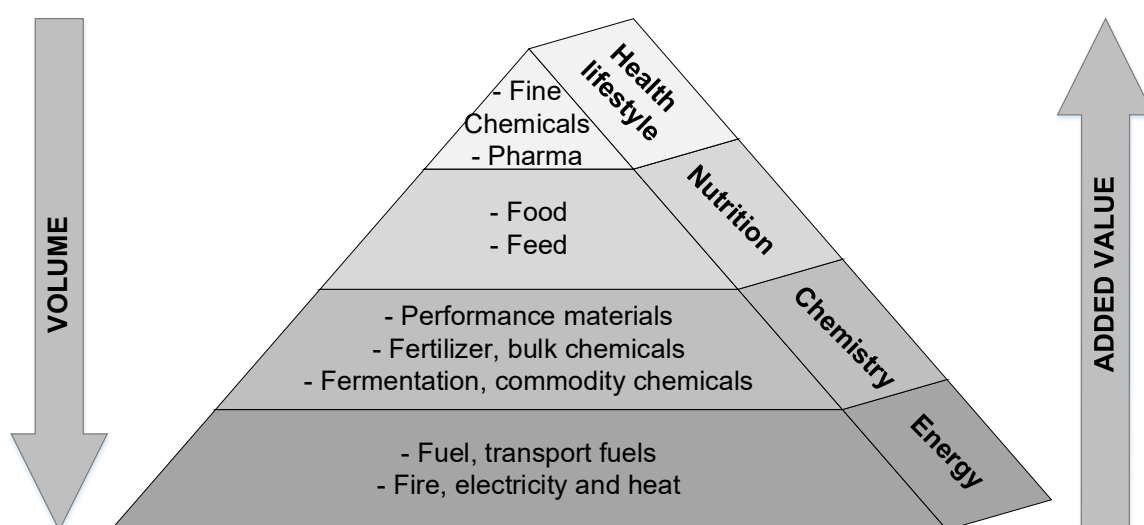 VOLUME
- Fine
Chemicals
- Pharma
Health
lifestyle
- Food
- Feed
Nutrition
- Performance materials
- Fertilizer, bulk chemicals
- Fermentation, commodity chemicals
Chemistry
- Fuel, transport fuels
- Fire, electricity and heat
Energy
ADDED VALUE